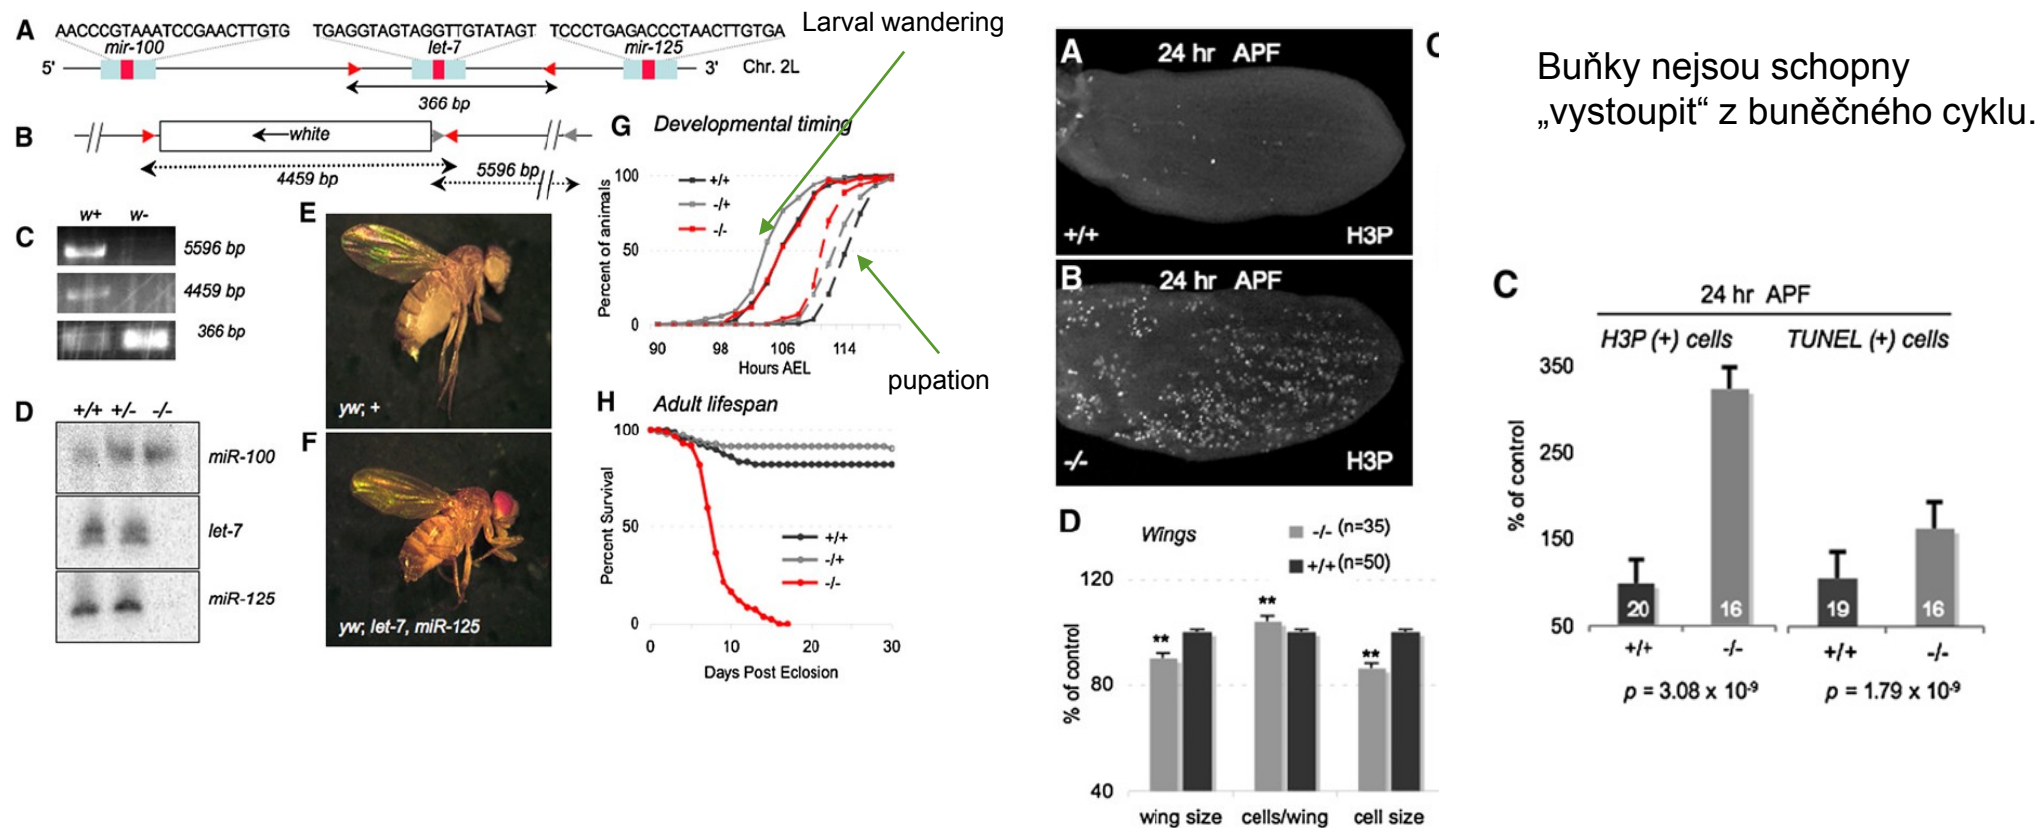 A
AACCCGTAAATCCGAACTTGTG TGAGGTAGTAGGTTGTATAGT TCCCTGAGACCCTAACTTGTGA
mir-100 let-7 mir-125
5' 3' Chr. 2L
366 bp
B
white
4459 bp
5596 bp
C
w+ w-
5596 bp
4459 bp
366 bp
D
+/+ +/- -/-
miR-100
let-7
miR-125
E
yw; +
F
yw; let-7, miR-125
Larval wandering
G Developmental timing
Percent of animals
100
50
0
+/+
-/+
-/-
90 98 106 114
Hours AEL
pupation
H Adult lifespan
Percent Survival
100
50
0
+/+
-/+
-/-
0 10 20 30
Days Post Eclosion
A 24 hr APF
+/+ H3P
B 24 hr APF
-/- H3P
D Wings
-/- (n=35)
+/+ (n=50)
% of control
120
80
40
** ** **
wing size cells/wing cell size
Buňky nejsou schopny
„vystoupit“ z buněčného cyklu.
C
24 hr APF
H3P (+) cells TUNEL (+) cells
% of control
350
250
150
50
20 16 19 16
+/+ -/- +/+ -/-
p = 3.08 x 10⁻⁹ p = 1.79 x 10⁻⁹